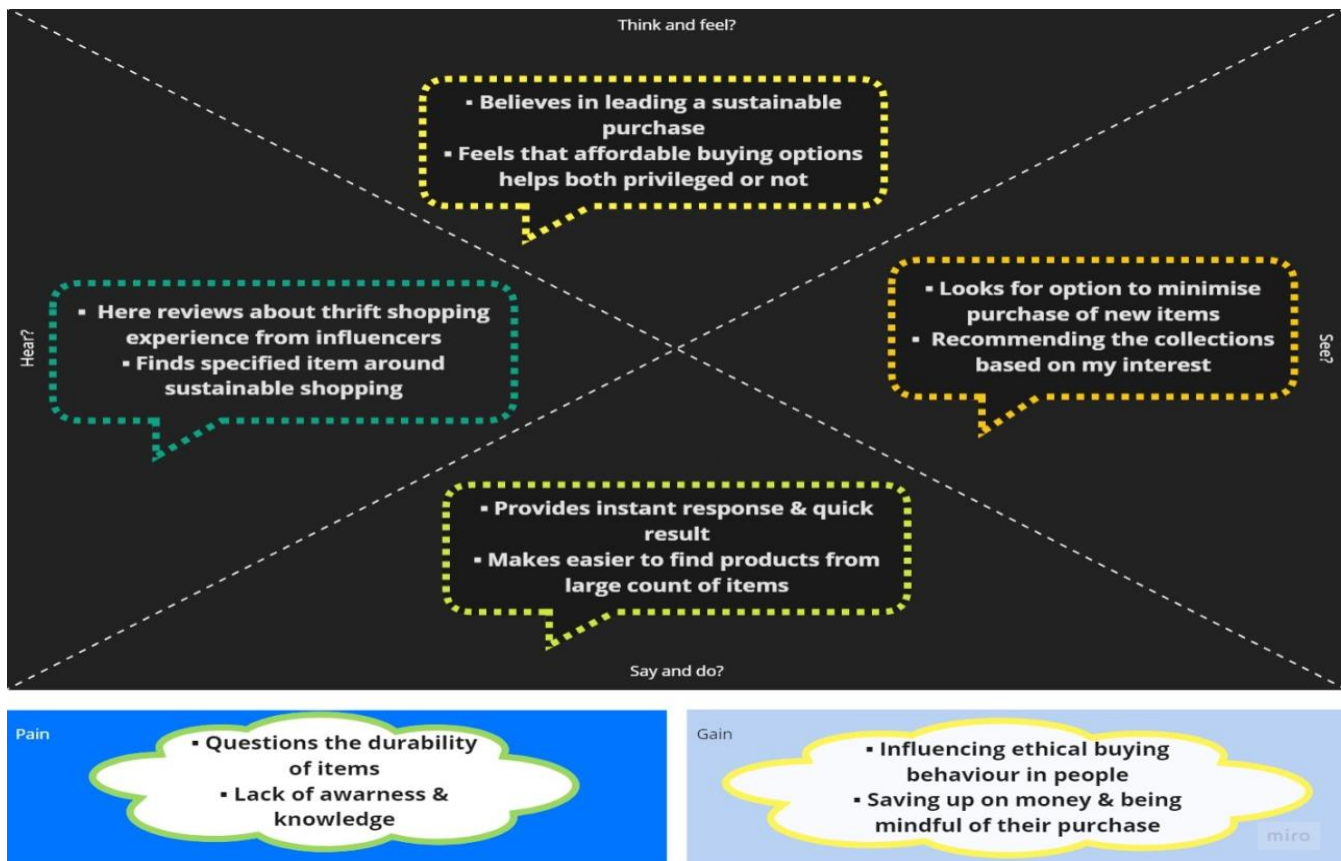 Think and feel?
▪ Believes in leading a sustainable
purchase
▪ Feels that affordable buying options
helps both privileged or not
Hear?
▪ Here reviews about thrift shopping
experience from influencers
▪ Finds specified item around
sustainable shopping
▪ Looks for option to minimise
purchase of new items
▪ Recommending the collections
based on my interest
See?
▪ Provides instant response & quick
result
▪ Makes easier to find products from
large count of items
Say and do?
Pain
▪ Questions the durability
of items
▪ Lack of awarness &
knowledge
Gain
▪ Influencing ethical buying
behaviour in people
▪ Saving up on money & being
mindful of their purchase
miro